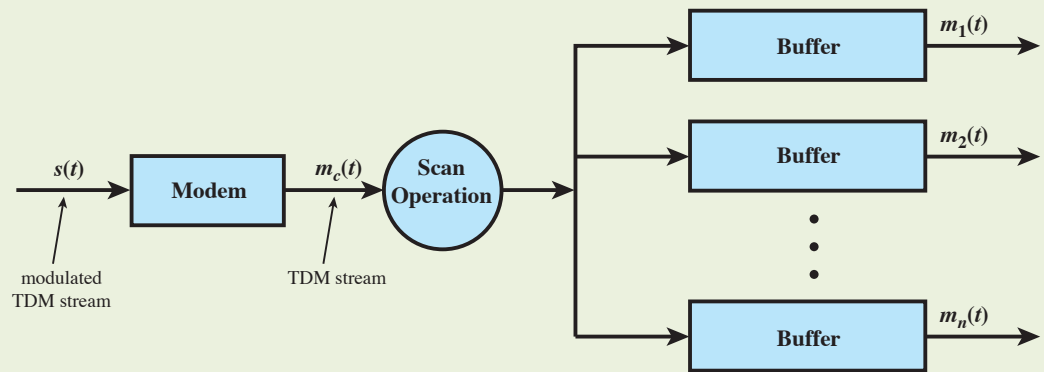 s(t)
Modem
m_c(t)
Scan
Operation
modulated
TDM stream
TDM stream
Buffer
m_1(t)
Buffer
m_2(t)
Buffer
m_n(t)